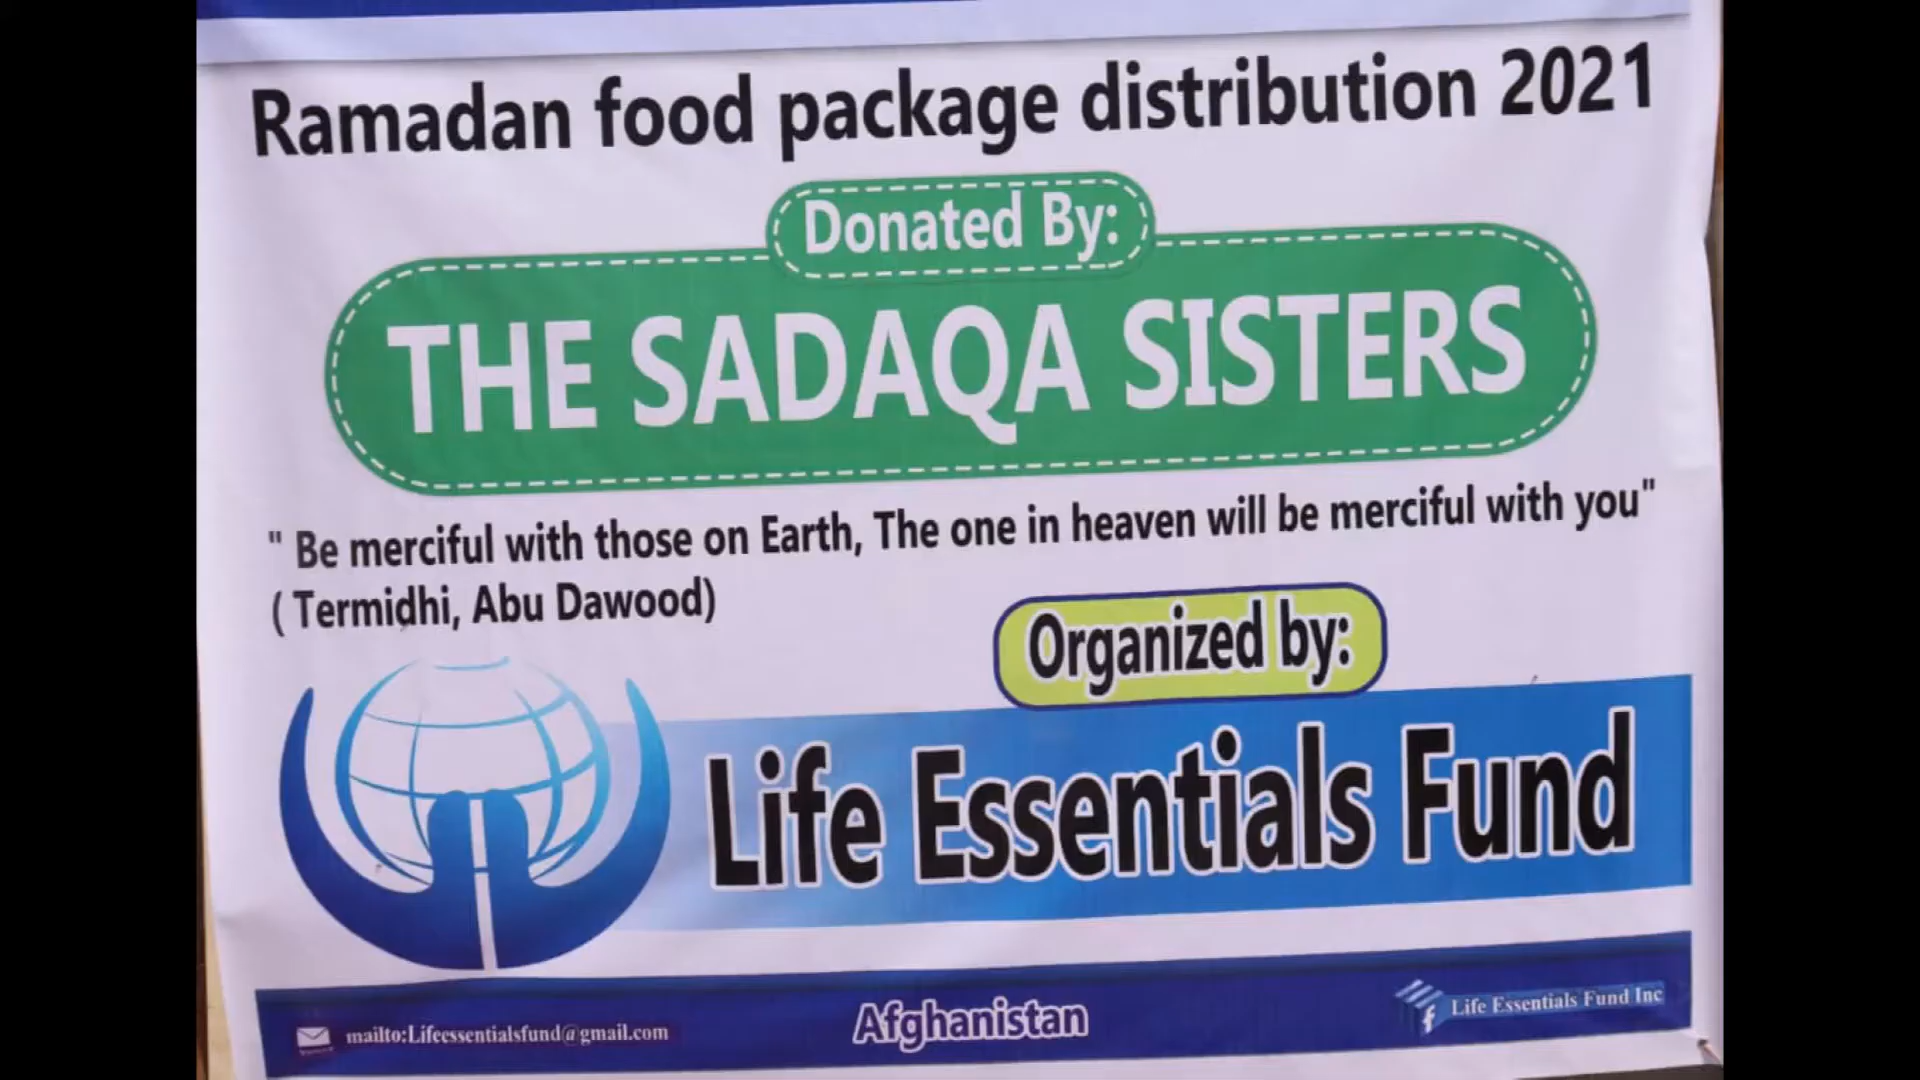 Ramadan food package distribution 2021
Donated By:
THE SADAQA SISTERS
" Be merciful with those on Earth, The one in heaven will be merciful with you"
( Termidhi, Abu Dawood)
Organized by:
Life Essentials Fund
mailto:Lifeessentialsfund@gmail.com
Afghanistan
f Life Essentials Fund Inc